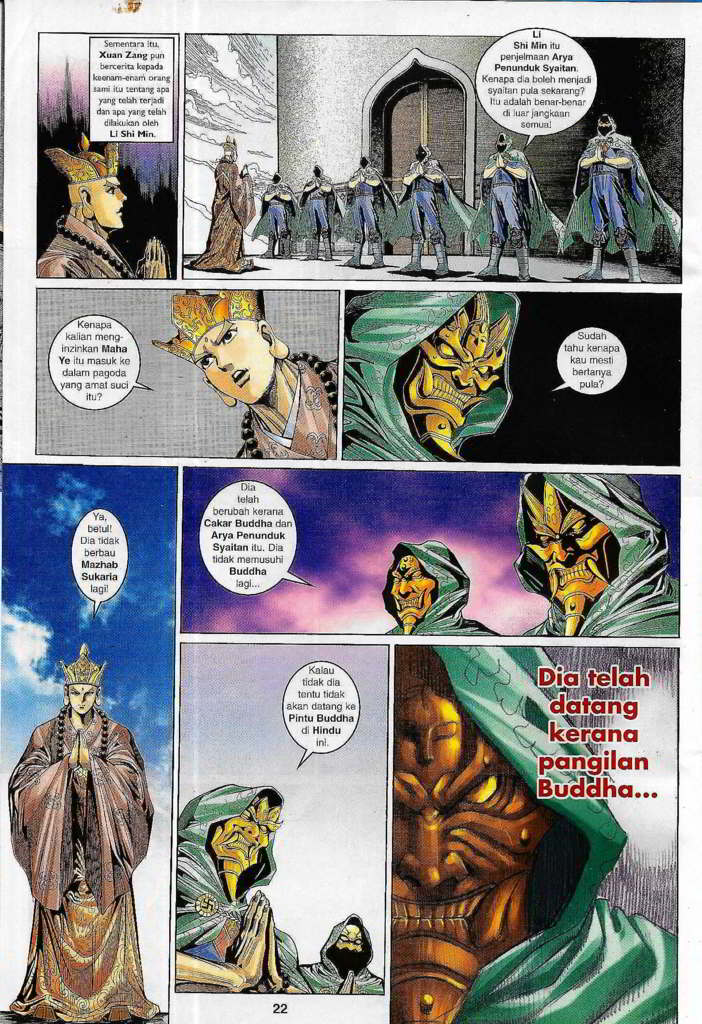 Sementara itu,
Xuan Zang pun
bercerita kepada
keenam-enam orang
sami itu tentang apa
yang telah terjadi
dan apa yang telah
dilakukan oleh
Li Shi Min.
Li
Shi Min itu
penjelmaan Arya
Penunduk Syaitan.
Kenapa dia boleh menjadi
syaitan pula sekarang?
Itu adalah benar-benar
di luar jangkaan
semua!
Kenapa
kalian meng-
inzinkan Maha
Ye itu masuk ke
dalam pagoda
yang amat suci
itu?
Sudah
tahu kenapa
kau mesti
bertanya
pula?
Ya,
betul!
Dia tidak
berbau
Mazhab
Sukaria
lagi!
Dia
telah
berubah kerana
Cakar Buddha dan
Arya Penunduk
Syaitan itu. Dia
tidak memusuhi
Buddha
lagi...
Kalau
tidak dia
tentu tidak
akan datang ke
Pintu Buddha
di Hindu
ini.
Dia telah
datang
kerana
pangilan
Buddha...
22